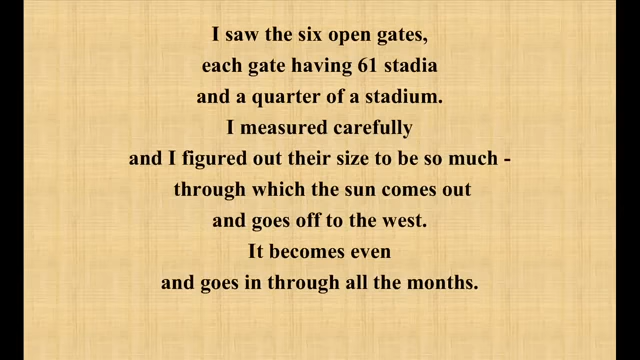 I saw the six open gates,
each gate having 61 stadia
and a quarter of a stadium.
I measured carefully
and I figured out their size to be so much -
through which the sun comes out
and goes off to the west.
It becomes even
and goes in through all the months.